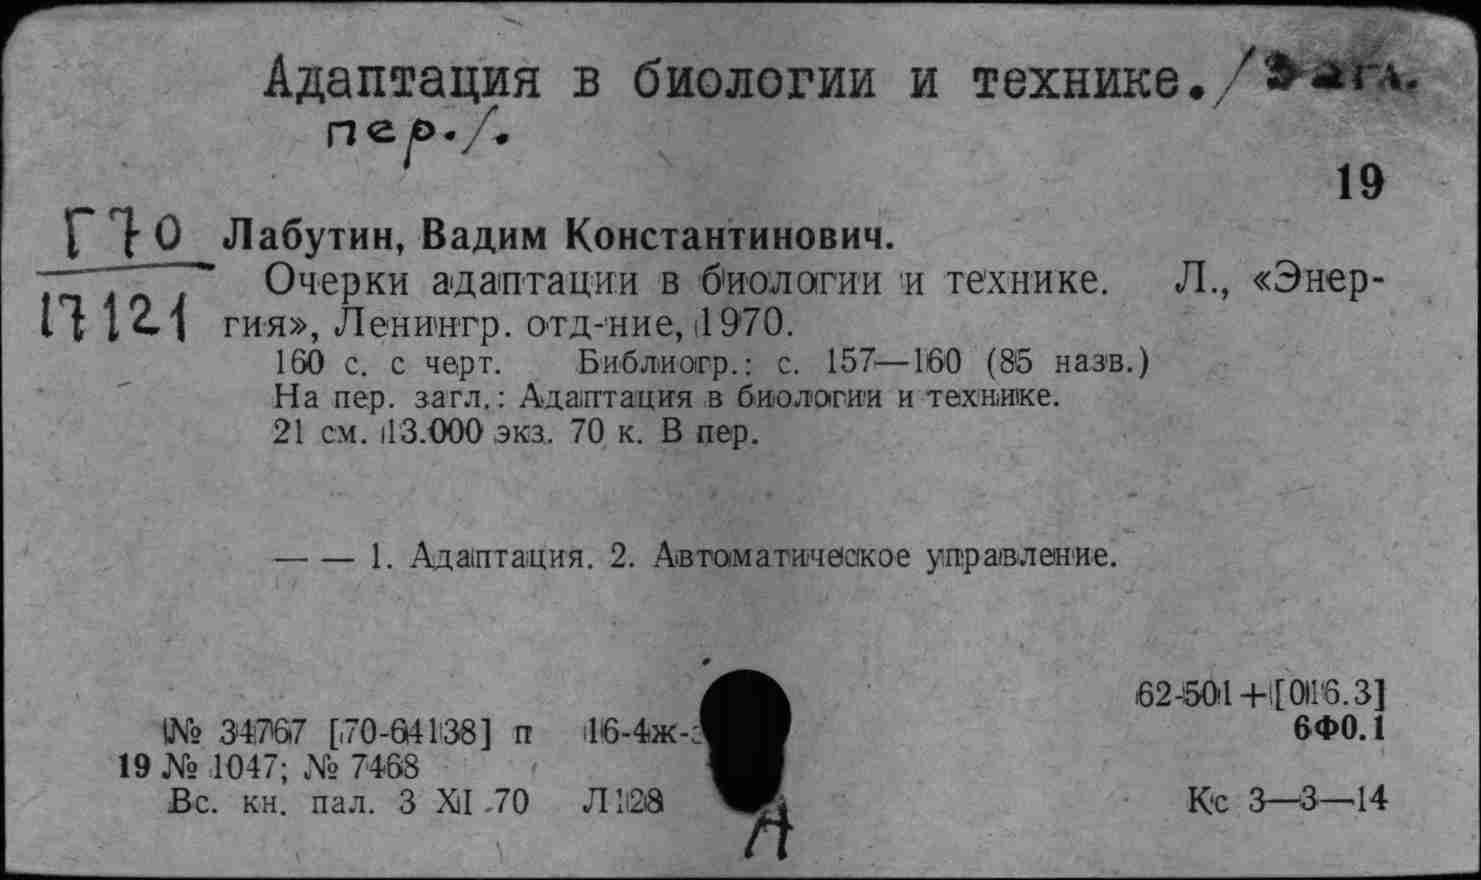 Адаптация в биологии и технике./Загл.
пер./.
19
Г70
17121
Лабутин, Вадим Константинович.
Очерки адаптации в биологии и технике. Л., «Энер-
гия», Ленингр. отд-ние, 1970.
160 с. с черт. Библиогр.: с. 157—160 (85 назв.)
На пер. загл.: Адаптация в биологии и технике.
21 см. 13.000 экз. 70 к. В пер.
— — 1. Адаптация. 2. Автоматическое управление.
62-501+[016.3]
№ 34767 [70-64138] п 16-4ж-
6Ф0.1
19 № 1047; № 7468
Вс. кн. пал. 3 XII-70 Л128
Кс 3—3—14
А